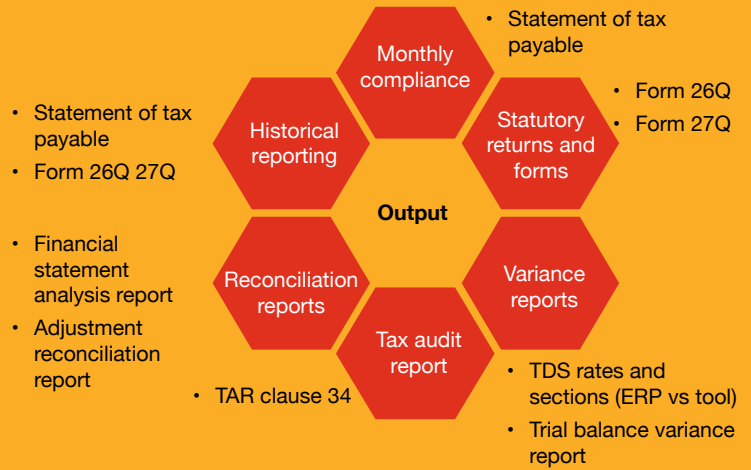 Monthly
compliance
• Statement of tax
payable
Statutory
returns and
forms
• Form 26Q
• Form 27Q
Variance
reports
• TDS rates and
sections (ERP vs tool)
• Trial balance variance
report
Tax audit
report
• TAR clause 34
Reconciliation
reports
• Financial
statement
analysis report
• Adjustment
reconciliation
report
Historical
reporting
• Statement of tax
payable
• Form 26Q 27Q
Output